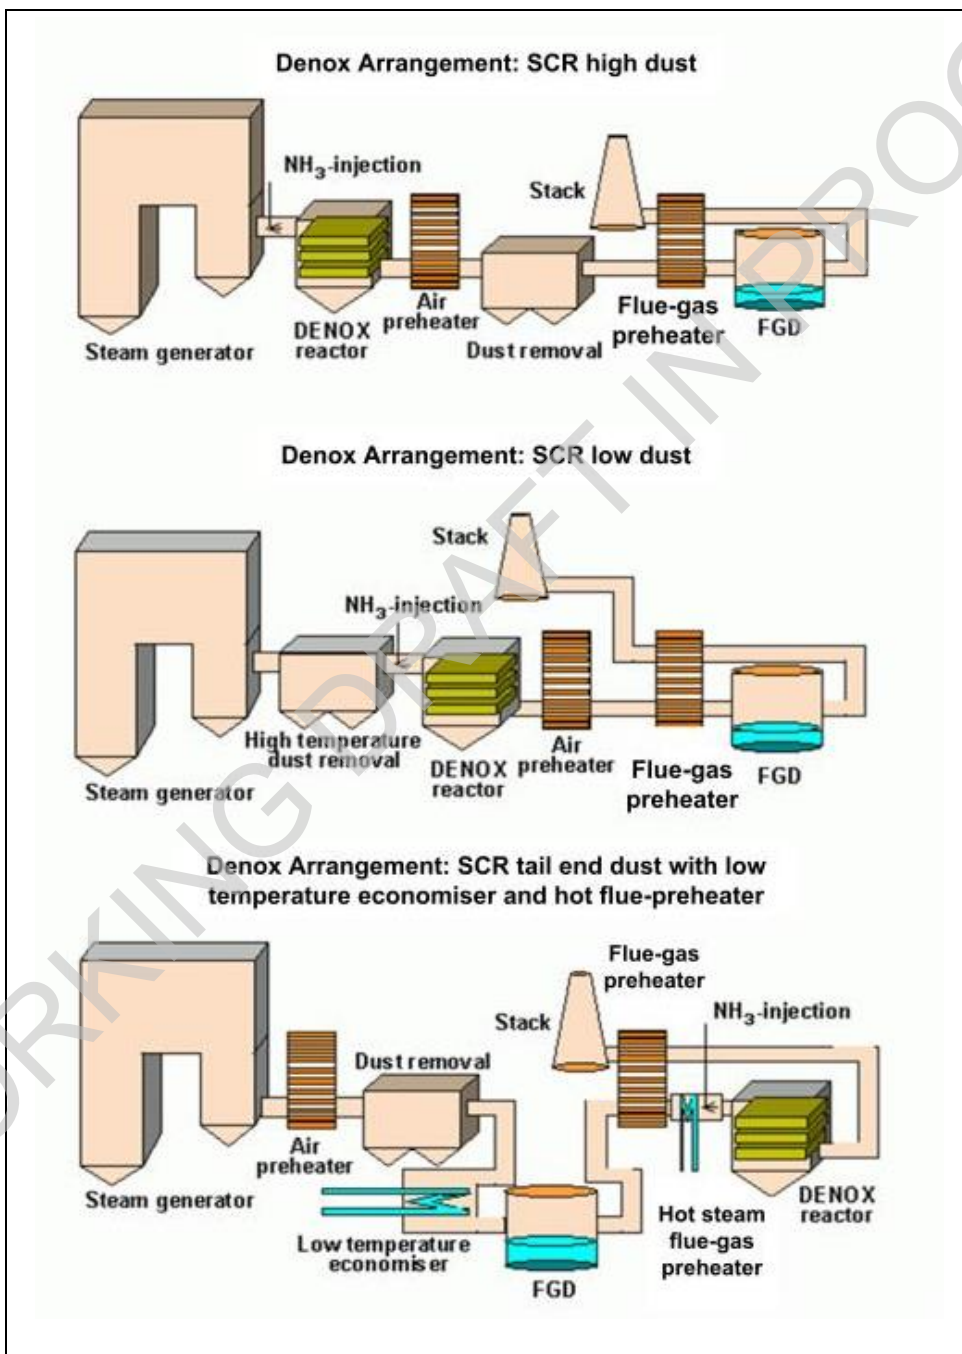 Denox Arrangement: SCR high dust
NH3-injection
Stack
Steam generator
DENOX
reactor
Air
preheater
Dust removal
Flue-gas
preheater
FGD
Denox Arrangement: SCR low dust
Stack
NH3-injection
High temperature
dust removal
Steam generator
DENOX
reactor
Air
preheater
Flue-gas
preheater
FGD
Denox Arrangement: SCR tail end dust with low
temperature economiser and hot flue-preheater
Flue-gas
preheater
Stack
NH3-injection
Dust removal
Air
preheater
Steam generator
Low temperature
economiser
FGD
Hot steam
flue-gas
preheater
DENOX
reactor
WORKING DRAFT IN PROG